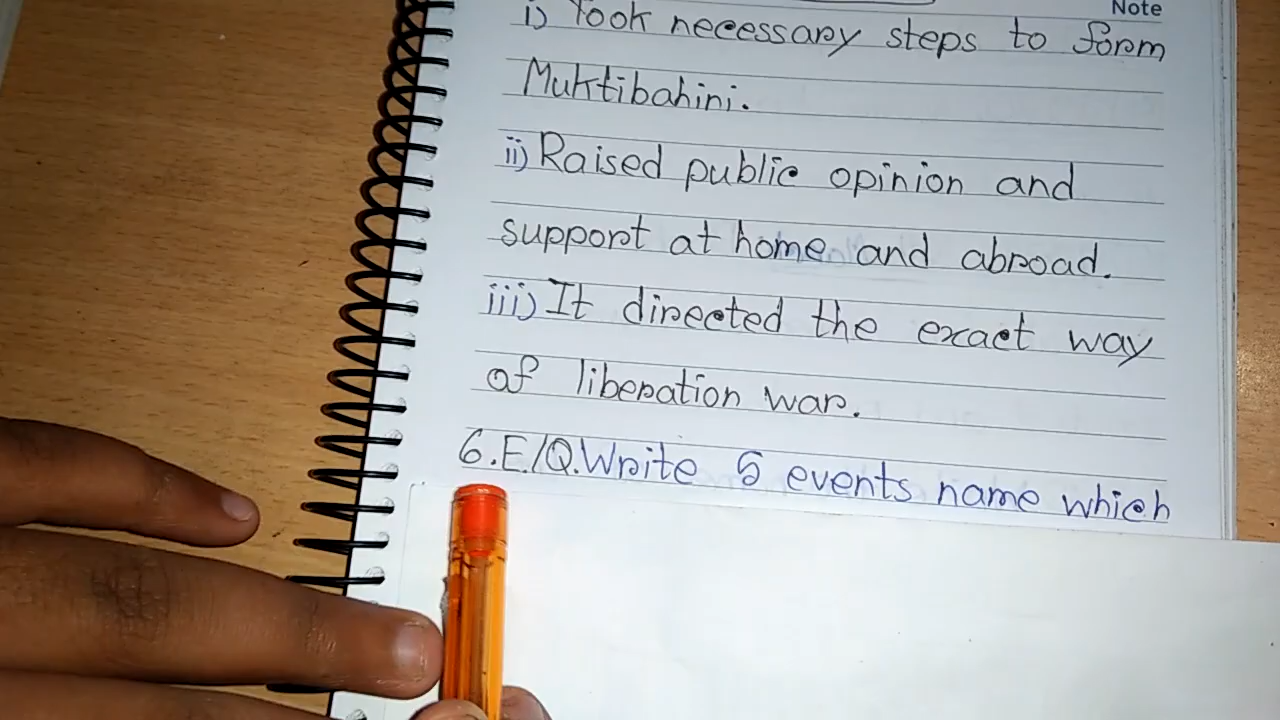 Note
i) Took necessary steps to form
Muktibahini.
ii) Raised public opinion and
support at home and abroad.
iii) It directed the exact way
of liberation war.
6.E/Q.Write 5 events name which